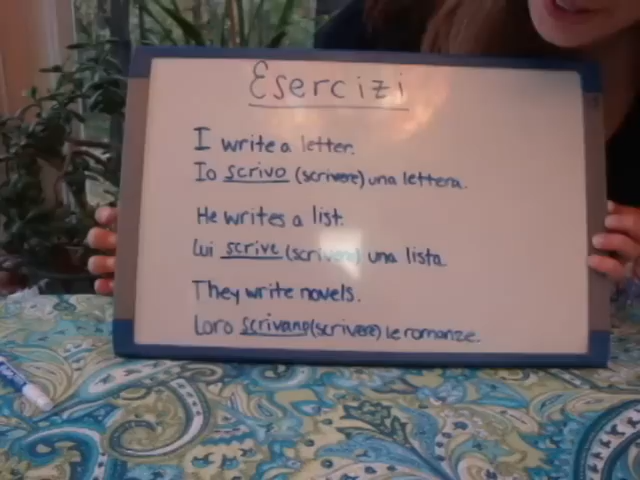 Esercizi
I write a letter.
Io scrivo (scrivere) una lettera.
He writes a list.
Lui scrive (scrivere) una lista
They write novels.
Loro scrivano (scrivere) le romanze.